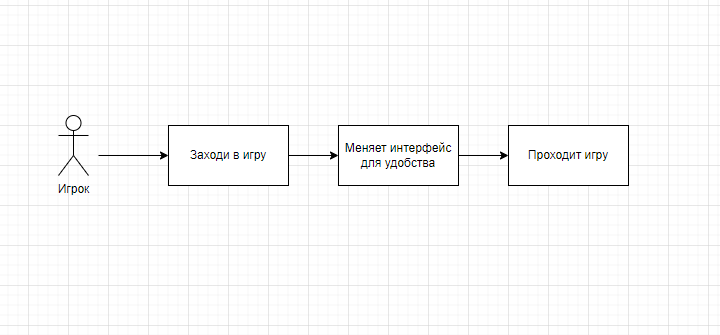 Игрок
Заходи в игру
Меняет интерфейс
для удобства
Проходит игру